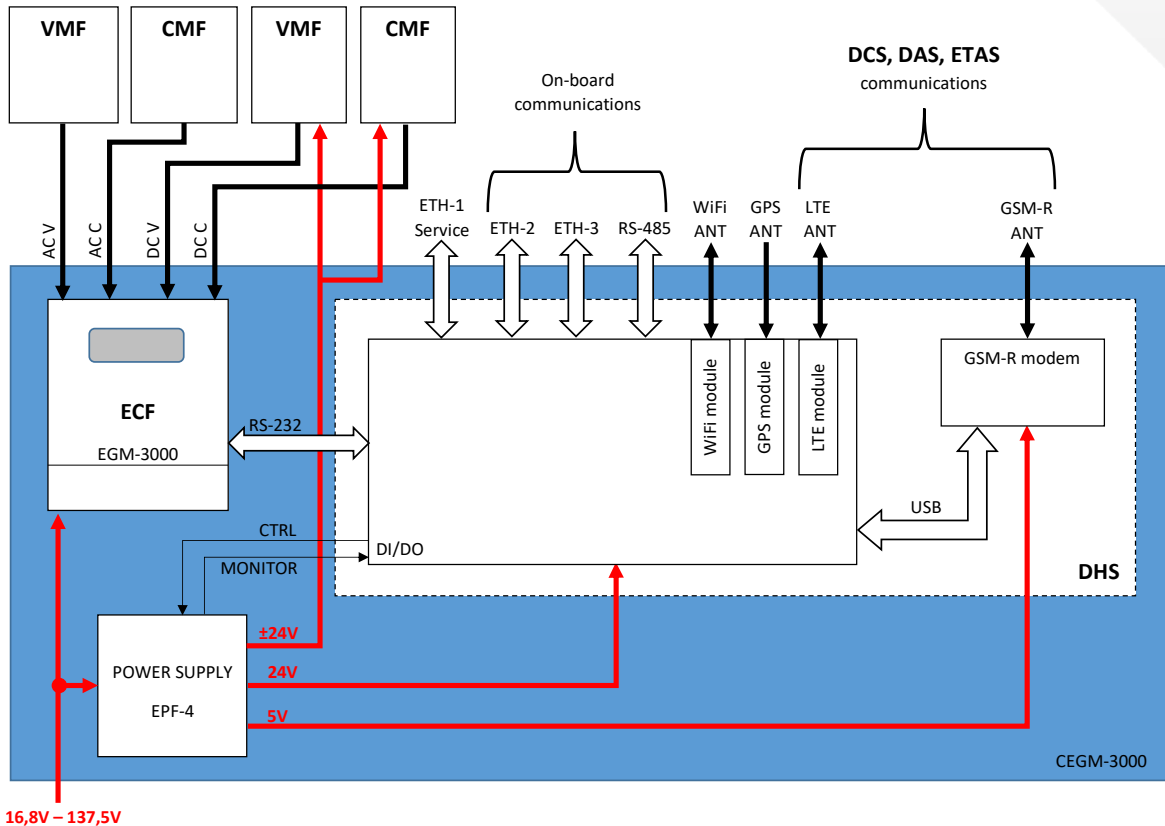 VMF
CMF
VMF
CMF
DCS, DAS, ETAS
communications
On-board
communications
AC V
AC C
DC V
DC C
ETH-1
Service
ETH-2
ETH-3
RS-485
WiFi
ANT
GPS
ANT
LTE
ANT
GSM-R
ANT
ECF
EGM-3000
RS-232
WiFi module
GPS module
LTE module
GSM-R modem
USB
CTRL
DI/DO
MONITOR
DHS
POWER SUPPLY
EPF-4
±24V
24V
5V
CEGM-3000
16,8V – 137,5V